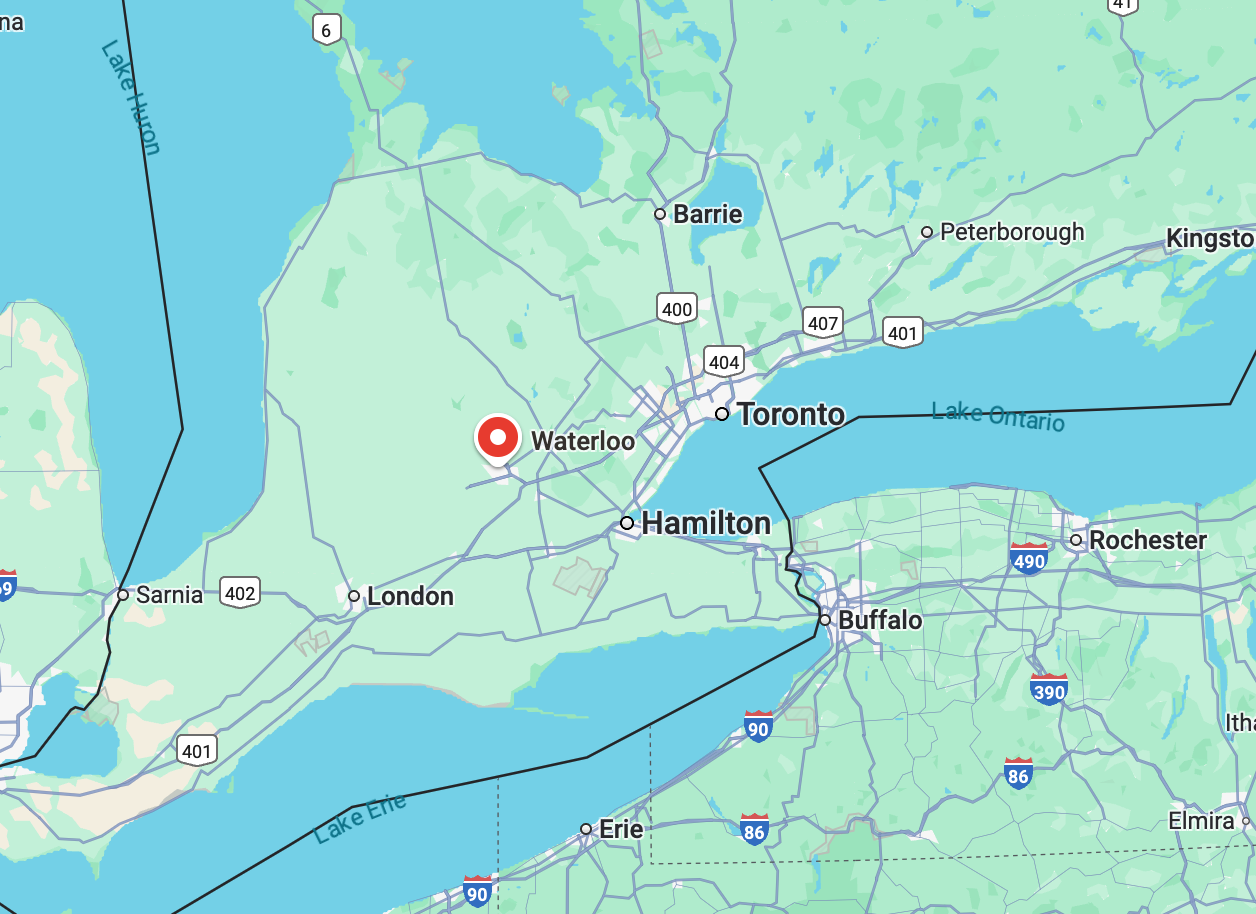 na
6
41
Lake Huron
Barrie
Peterborough
Kingsto
400
407
401
404
Toronto
Lake Ontario
Waterloo
Hamilton
Rochester
490
69
Sarnia
402
London
Buffalo
390
Itha
90
401
86
Lake Erie
Erie
86
Elmira
90